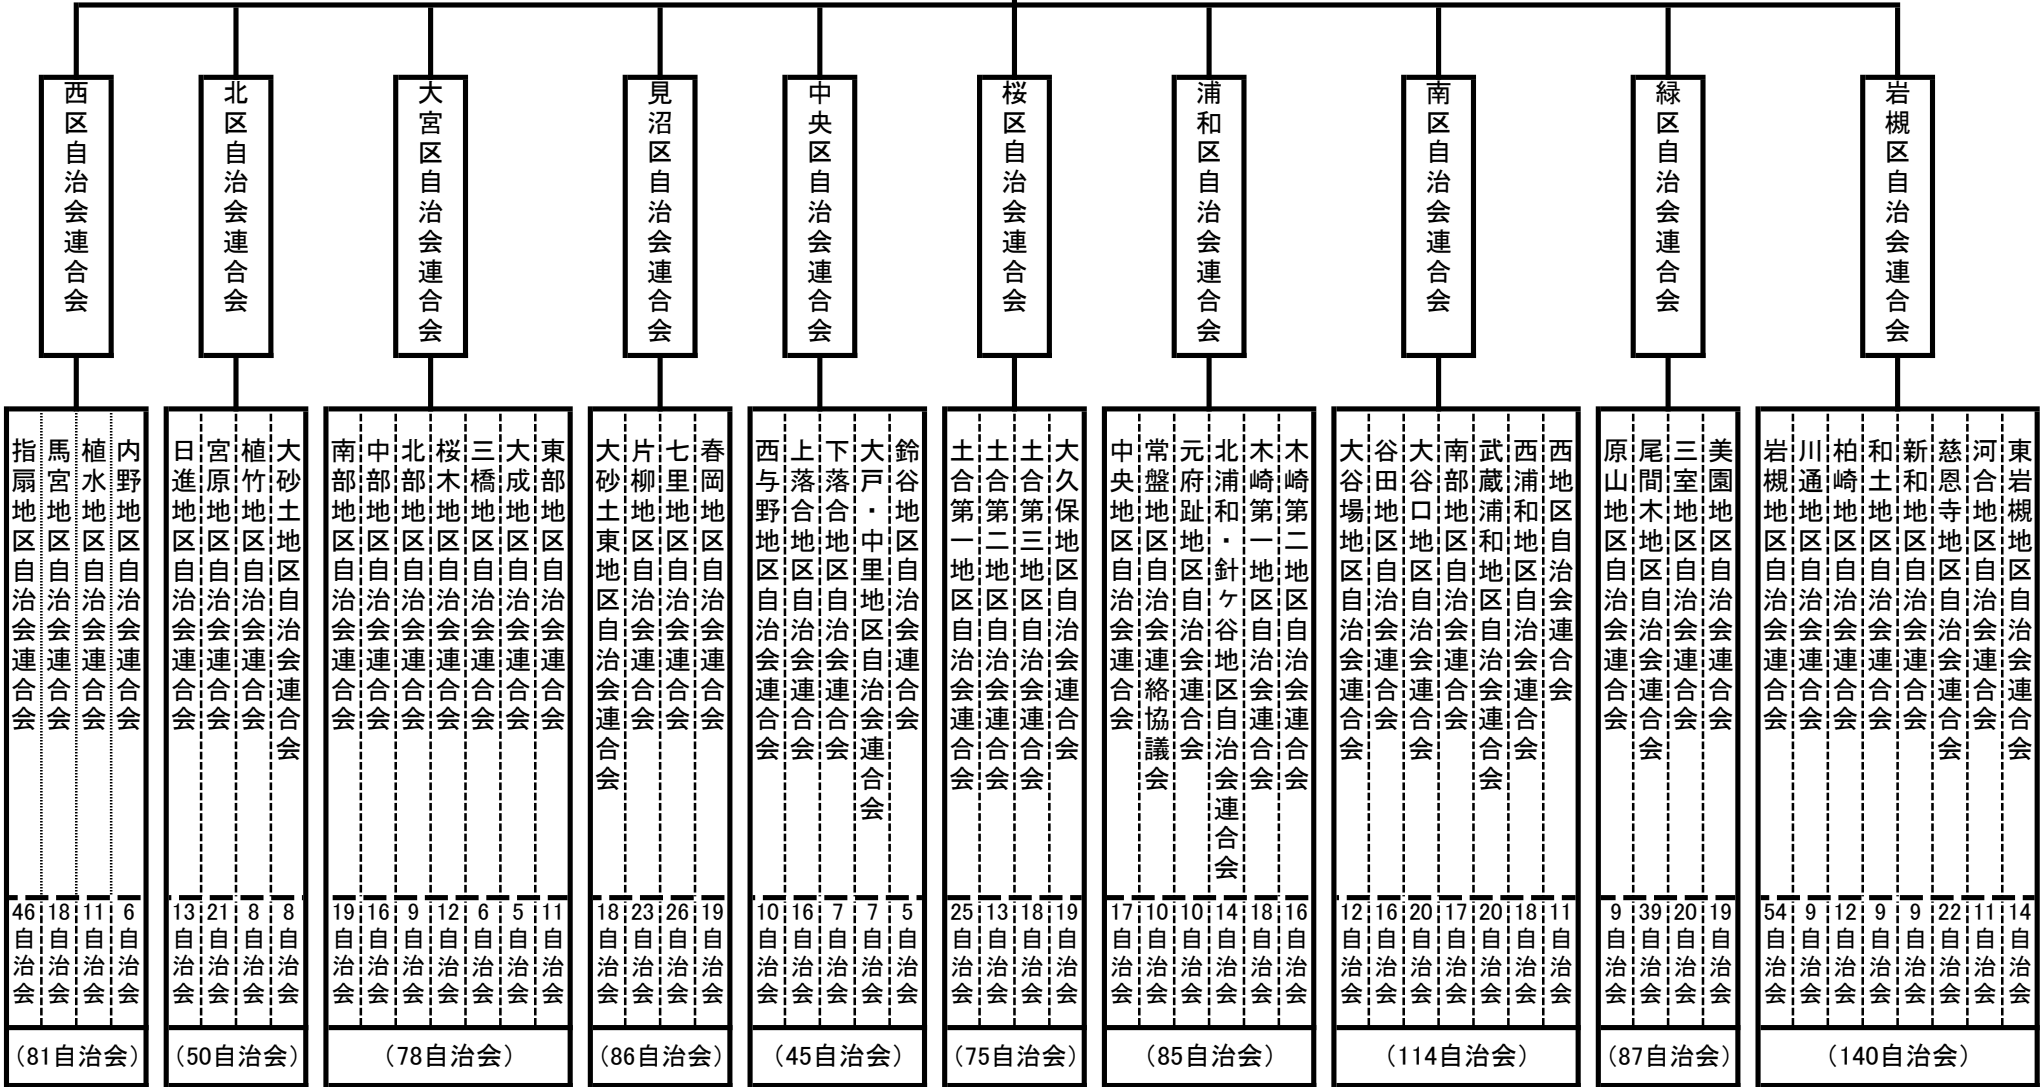 西区自治会連合会
北区自治会連合会
大宮区自治会連合会
見沼区自治会連合会
中央区自治会連合会
桜区自治会連合会
浦和区自治会連合会
南区自治会連合会
緑区自治会連合会
岩槻区自治会連合会
指扇地区自治会連合会
46自治会
馬宮地区自治会連合会
18自治会
植水地区自治会連合会
11自治会
内野地区自治会連合会
6自治会
(81自治会)
日進地区自治会連合会
13自治会
宮原地区自治会連合会
21自治会
植竹地区自治会連合会
8自治会
大砂土地区自治会連合会
8自治会
(50自治会)
南部地区自治会連合会
19自治会
中部地区自治会連合会
16自治会
北部地区自治会連合会
9自治会
桜木地区自治会連合会
12自治会
三橋地区自治会連合会
6自治会
大成地区自治会連合会
5自治会
東部地区自治会連合会
11自治会
(78自治会)
大砂土東地区自治会連合会
18自治会
片柳地区自治会連合会
23自治会
七里地区自治会連合会
26自治会
春岡地区自治会連合会
19自治会
(86自治会)
西与野地区自治会連合会
10自治会
上落合地区自治会連合会
16自治会
下落合地区自治会連合会
7自治会
大戸・中里地区自治会連合会
7自治会
鈴谷地区自治会連合会
5自治会
(45自治会)
土合第一地区自治会連合会
25自治会
土合第二地区自治会連合会
13自治会
土合第三地区自治会連合会
18自治会
大久保地区自治会連合会
19自治会
(75自治会)
中央地区自治会連合会
17自治会
常盤地区自治会連絡協議会
10自治会
元府趾地区自治会連合会
10自治会
北浦和・針ヶ谷地区自治会連合会
14自治会
木崎第一地区自治会連合会
18自治会
木崎第二地区自治会連合会
16自治会
(85自治会)
大谷場地区自治会連合会
12自治会
谷田地区自治会連合会
16自治会
大谷口地区自治会連合会
20自治会
南部地区自治会連合会
17自治会
武蔵浦和地区自治会連合会
20自治会
西浦和地区自治会連合会
18自治会
西地区自治会連合会
11自治会
(114自治会)
原山地区自治会連合会
9自治会
尾間木地区自治会連合会
39自治会
三室地区自治会連合会
20自治会
美園地区自治会連合会
19自治会
(87自治会)
岩槻地区自治会連合会
54自治会
川通地区自治会連合会
9自治会
柏崎地区自治会連合会
12自治会
和土地区自治会連合会
9自治会
新和地区自治会連合会
9自治会
慈恩寺地区自治会連合会
22自治会
河合地区自治会連合会
11自治会
東岩槻地区自治会連合会
14自治会
(140自治会)